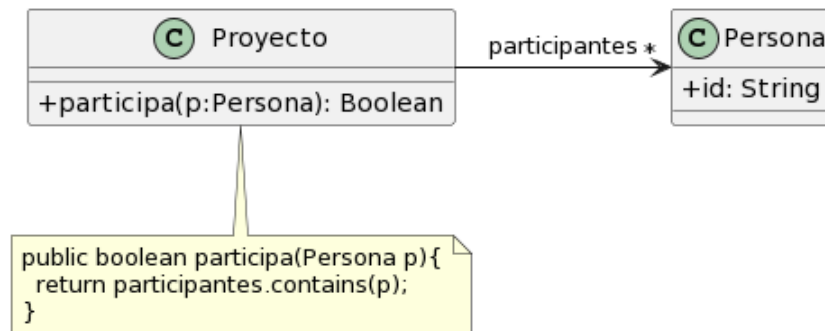 C Proyecto
+participa(p:Persona): Boolean
participantes *
C Persona
+id: String
public boolean participa(Persona p){
return participantes.contains(p);
}